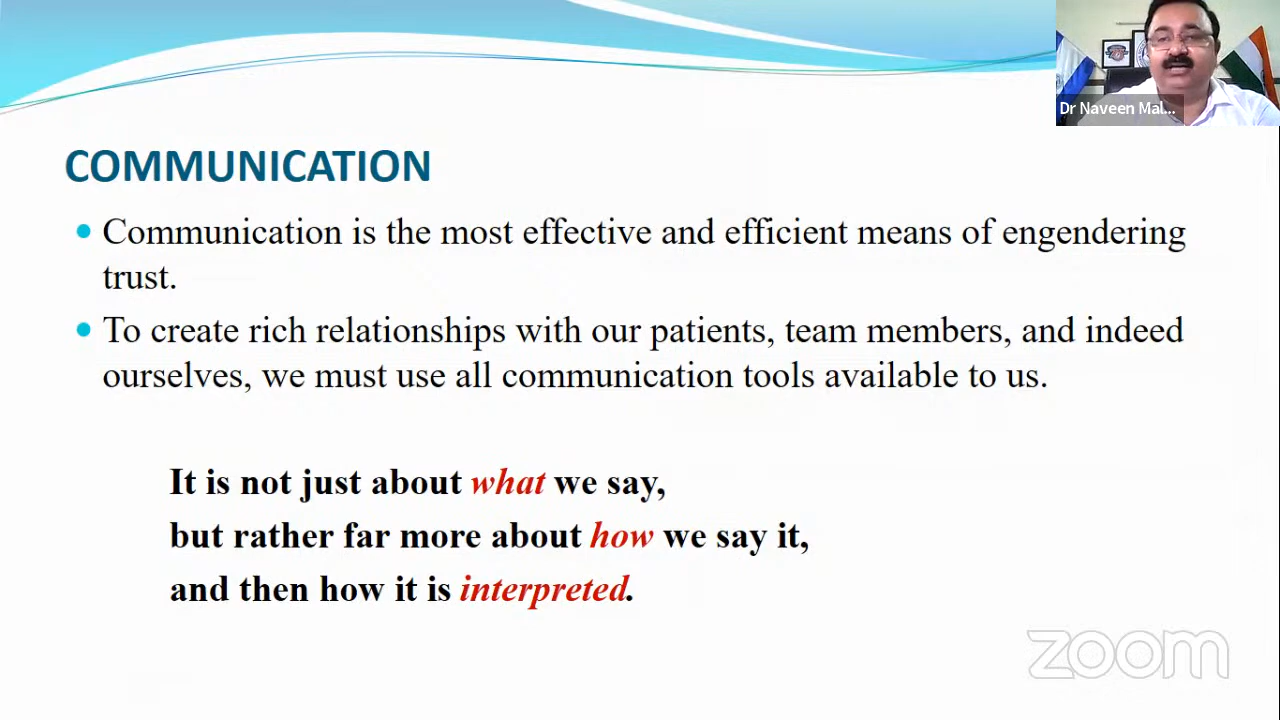 Dr Naveen Mal...
COMMUNICATION
Communication is the most effective and efficient means of engendering
trust.
To create rich relationships with our patients, team members, and indeed
ourselves, we must use all communication tools available to us.
It is not just about what we say,
but rather far more about how we say it,
and then how it is interpreted.
zoom